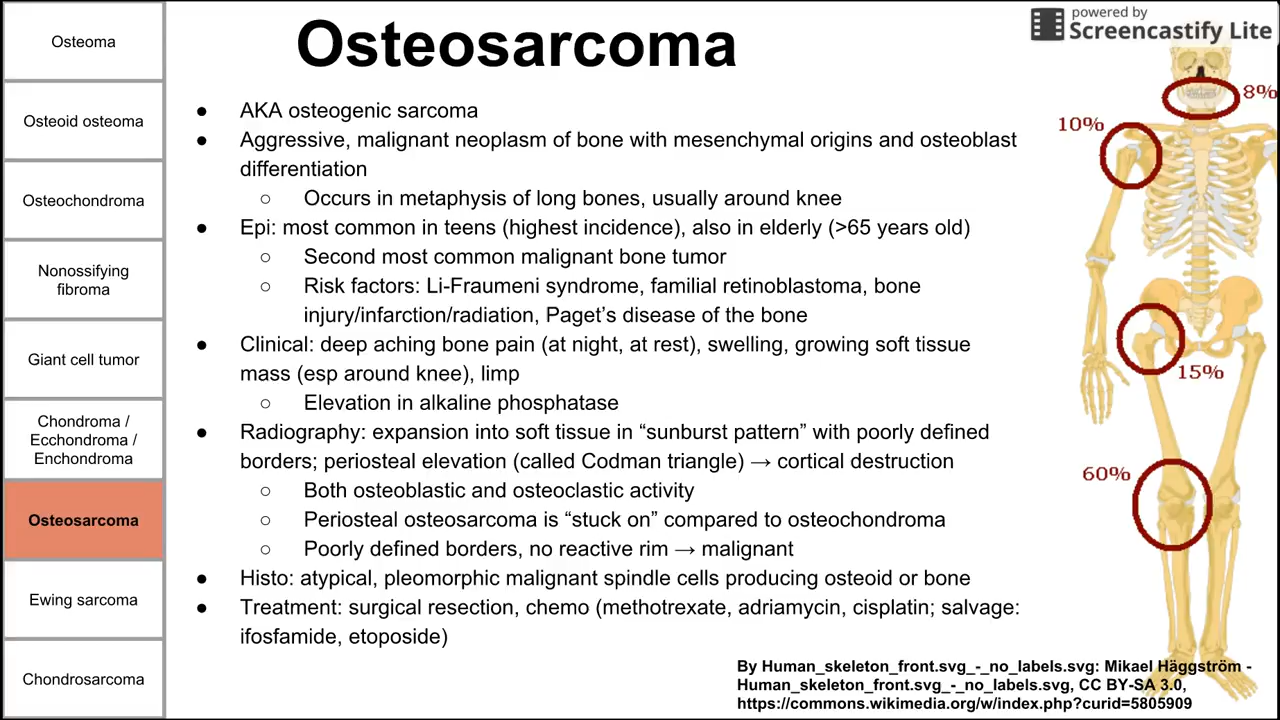 Osteoma
Osteoid osteoma
Osteochondroma
Nonossifying
fibroma
Giant cell tumor
Chondroma /
Ecchondroma /
Enchondroma
Osteosarcoma
Ewing sarcoma
Chondrosarcoma
Osteosarcoma
● AKA osteogenic sarcoma
● Aggressive, malignant neoplasm of bone with mesenchymal origins and osteoblast
differentiation
○ Occurs in metaphysis of long bones, usually around knee
● Epi: most common in teens (highest incidence), also in elderly (>65 years old)
○ Second most common malignant bone tumor
○ Risk factors: Li-Fraumeni syndrome, familial retinoblastoma, bone
injury/infarction/radiation, Paget's disease of the bone
● Clinical: deep aching bone pain (at night, at rest), swelling, growing soft tissue
mass (esp around knee), limp
○ Elevation in alkaline phosphatase
● Radiography: expansion into soft tissue in “sunburst pattern” with poorly defined
borders; periosteal elevation (called Codman triangle) → cortical destruction
○ Both osteoblastic and osteoclastic activity
○ Periosteal osteosarcoma is “stuck on” compared to osteochondroma
○ Poorly defined borders, no reactive rim → malignant
● Histo: atypical, pleomorphic malignant spindle cells producing osteoid or bone
● Treatment: surgical resection, chemo (methotrexate, adriamycin, cisplatin; salvage:
ifosfamide, etoposide)
powered by
Screencastify Lite
8%
10%
15%
60%
By Human_skeleton_front.svg_-_no_labels.svg: Mikael Häggström -
Human_skeleton_front.svg_-_no_labels.svg, CC BY-SA 3.0,
https://commons.wikimedia.org/w/index.php?curid=5805909